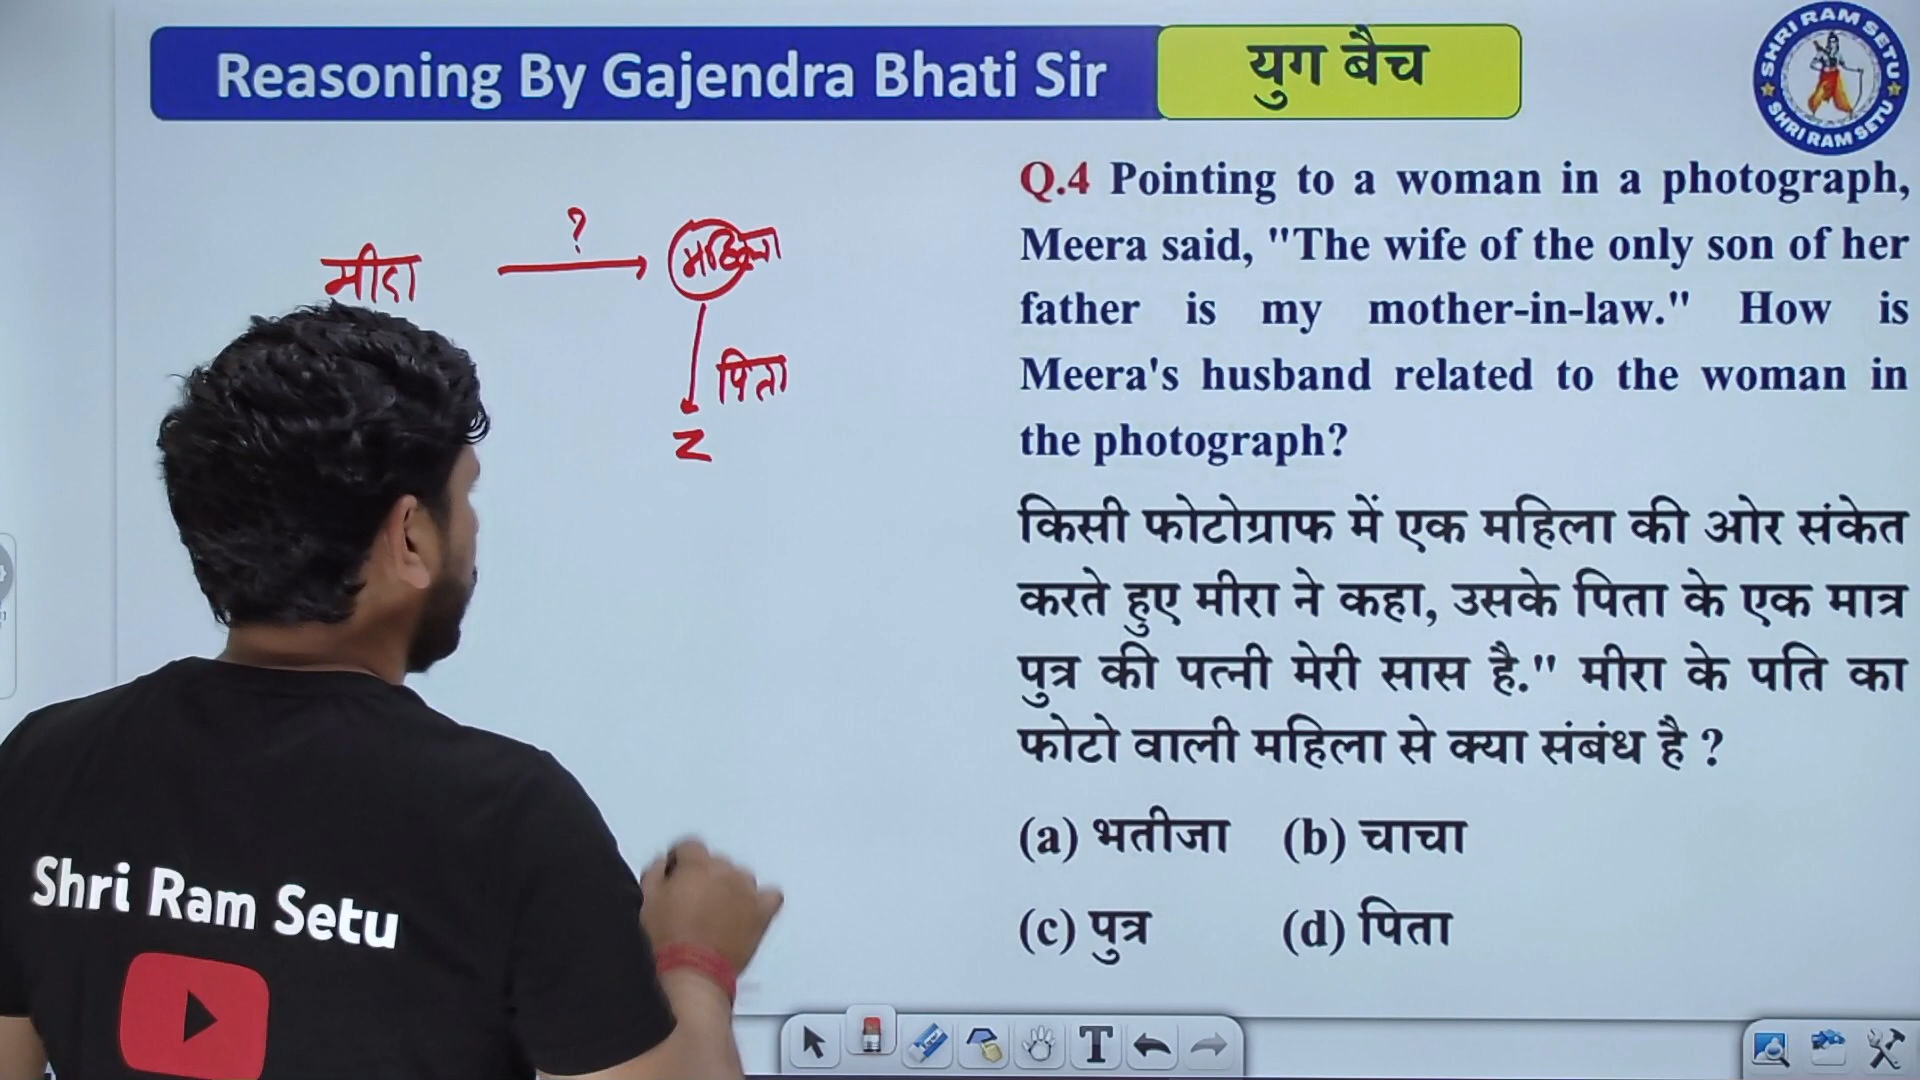 Reasoning By Gajendra Bhati Sir
युग बैच
SHRI RAM SETU
SHRI RAM SETU
Q.4 Pointing to a woman in a photograph,
Meera said, "The wife of the only son of her
father is my mother-in-law." How is
Meera's husband related to the woman in
the photograph?
किसी फोटोग्राफ में एक महिला की ओर संकेत
करते हुए मीरा ने कहा, उसके पिता के एक मात्र
पुत्र की पत्नी मेरी सास है." मीरा के पति का
फोटो वाली महिला से क्या संबंध है ?
(a) भतीजा (b) चाचा
(c) पुत्र (d) पिता
मीरा
?
महिला
पिता
Z
Shri Ram Setu
T